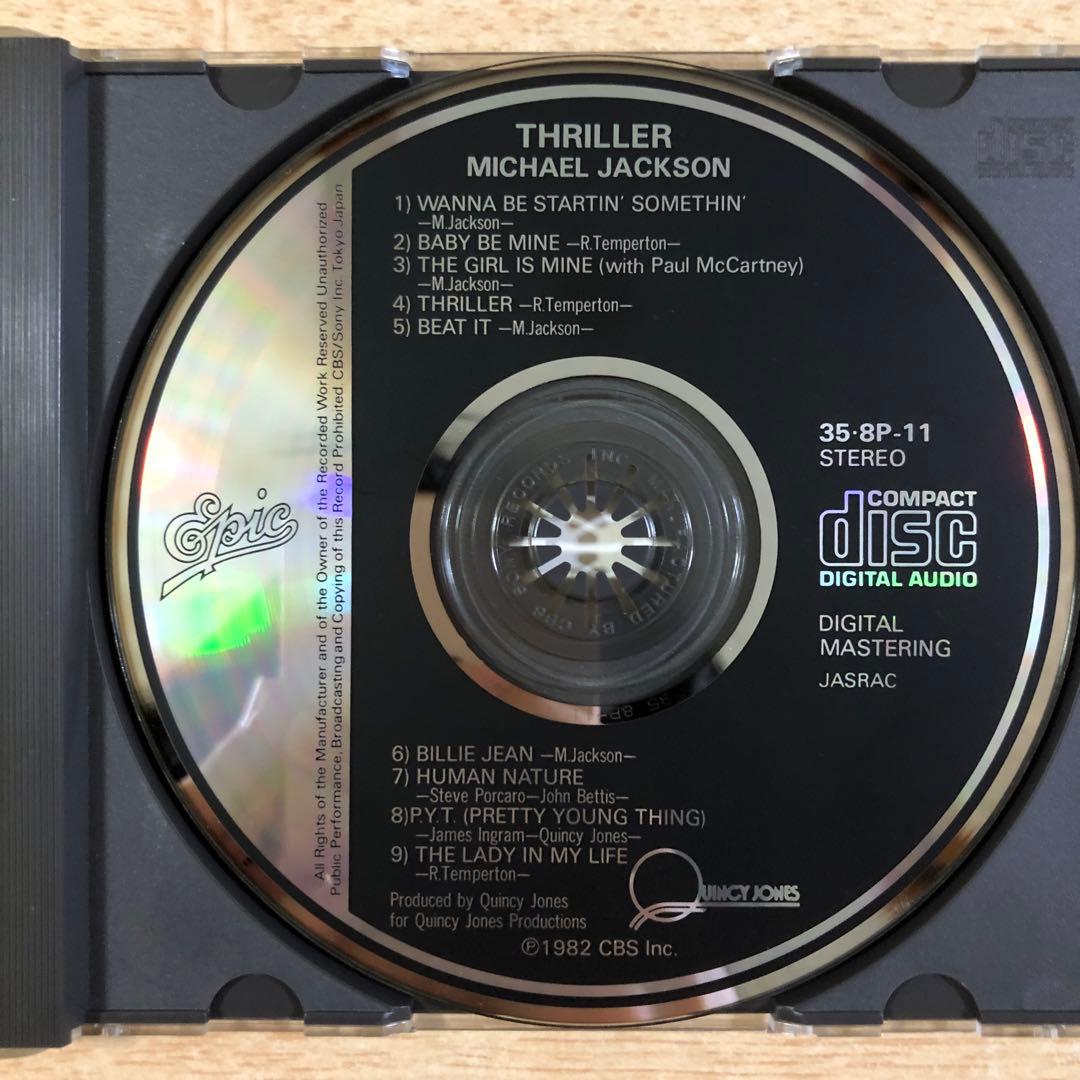 THRILLER
MICHAEL JACKSON
1) WANNA BE STARTIN' SOMETHIN'
—M.Jackson—
2) BABY BE MINE —R.Temperton—
3) THE GIRL IS MINE (with Paul McCartney)
—M.Jackson—
4) THRILLER —R.Temperton—
5) BEAT IT —M.Jackson—
35·8P-11
STEREO
COMPACT
disc
DIGITAL AUDIO
DIGITAL
MASTERING
JASRAC
Epic
All Rights of the Manufacturer and of the Owner of the Recorded Work Reserved Unauthorized
Public Performance, Broadcasting and Copying of this Record Prohibited. CBS/Sony Inc. Tokyo Japan
6) BILLIE JEAN —M.Jackson—
7) HUMAN NATURE
—Steve Porcaro—John Bettis—
8)P.Y.T. (PRETTY YOUNG THING)
—James Ingram—Quincy Jones—
9) THE LADY IN MY LIFE
—R.Temperton—
Produced by Quincy Jones
for Quincy Jones Productions
QUINCY JONES
Ⓟ1982 CBS Inc.
RECORDS INC.
disc